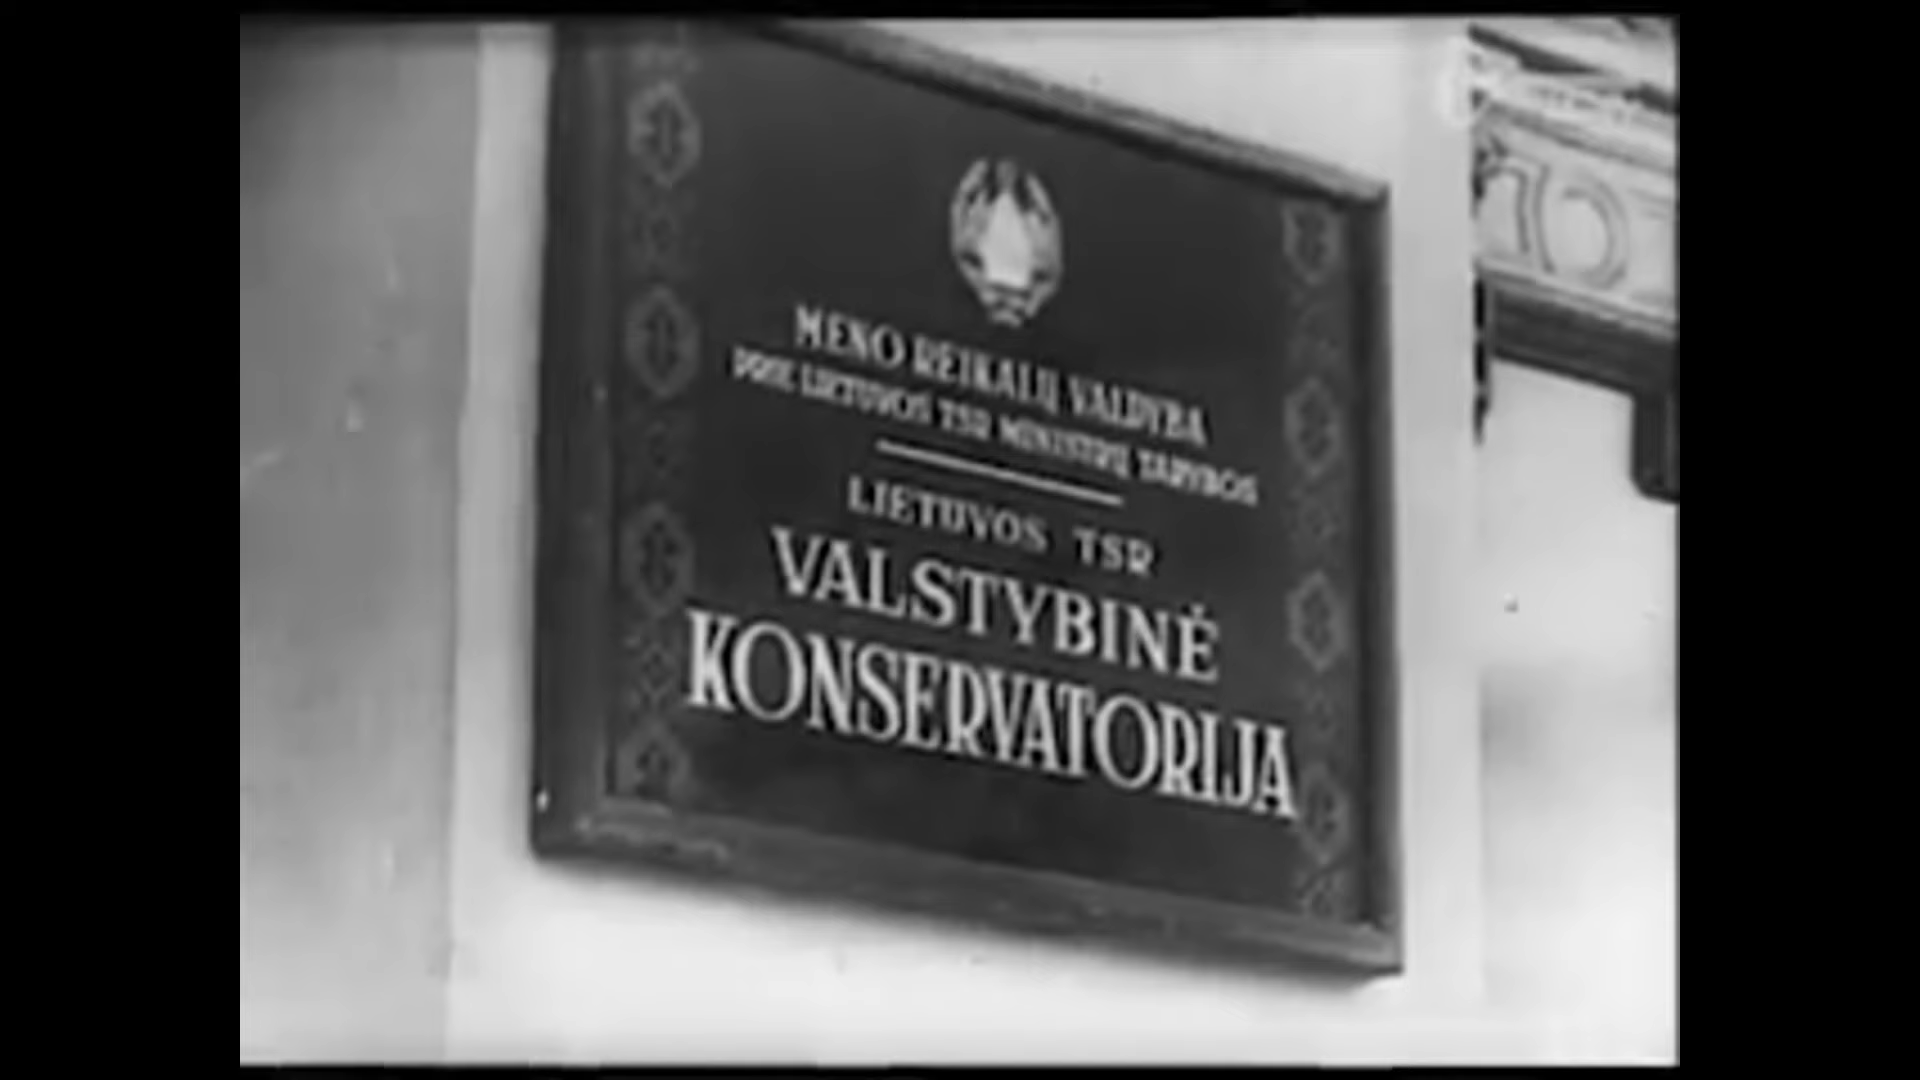 MENO REIKALŲ VALDYBA
PRIE LIETUVOS TSR MINISTRŲ TARYBOS
LIETUVOS TSR
VALSTYBINĖ
KONSERVATORIJA